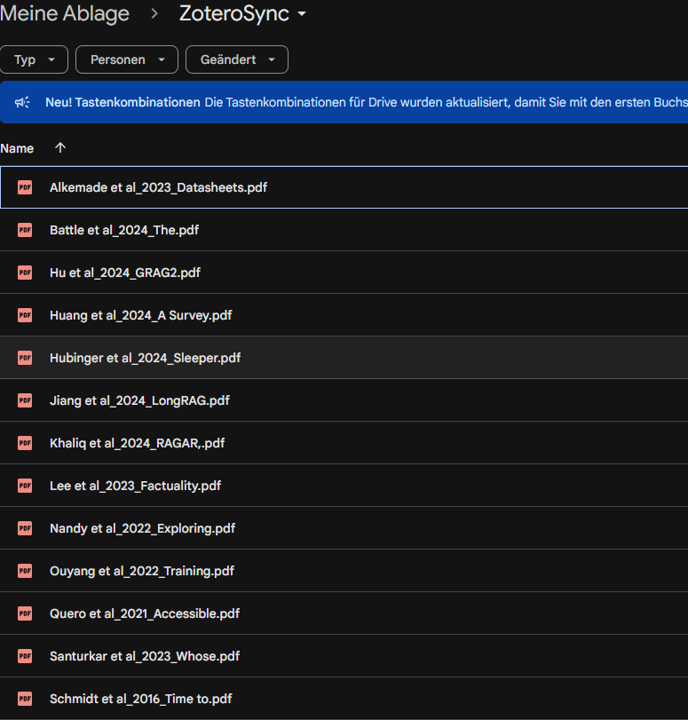 Meine Ablage > ZoteroSync
Typ Personen Geändert
Neu! Tastenkombinationen Die Tastenkombinationen für Drive wurden aktualisiert, damit Sie mit den ersten Buchs
Name
PDF Alkemade et al_2023_Datasheets.pdf
PDF Battle et al_2024_The.pdf
PDF Hu et al_2024_GRAG2.pdf
PDF Huang et al_2024_A Survey.pdf
PDF Hubinger et al_2024_Sleeper.pdf
PDF Jiang et al_2024_LongRAG.pdf
PDF Khaliq et al_2024_RAGAR,.pdf
PDF Lee et al_2023_Factuality.pdf
PDF Nandy et al_2022_Exploring.pdf
PDF Ouyang et al_2022_Training.pdf
PDF Quero et al_2021_Accessible.pdf
PDF Santurkar et al_2023_Whose.pdf
PDF Schmidt et al_2016_Time to.pdf